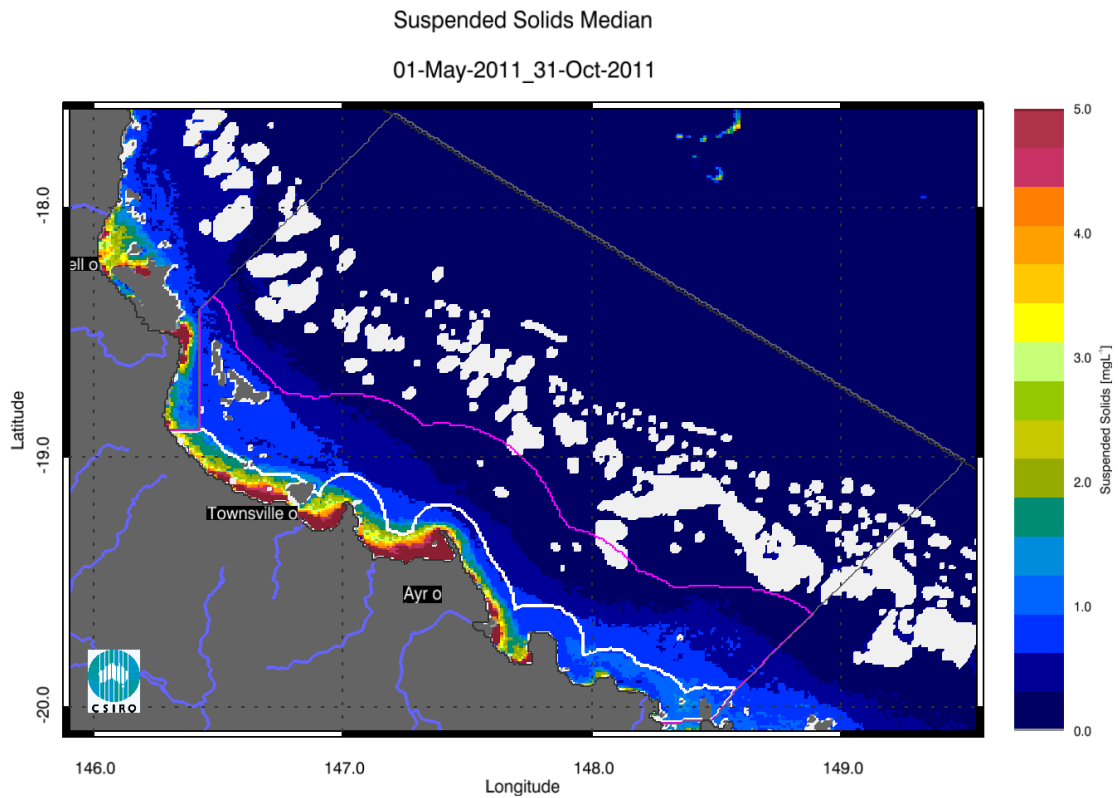 Suspended Solids Median
01-May-2011_31-Oct-2011
5.0
-18.0
4.0
ell o
3.0
Suspended Solids [mgL⁻¹]
Latitude
-19.0
2.0
Townsville o
Ayr o
1.0
CSIRO
-20.0
0.0
146.0
147.0
148.0
149.0
Longitude